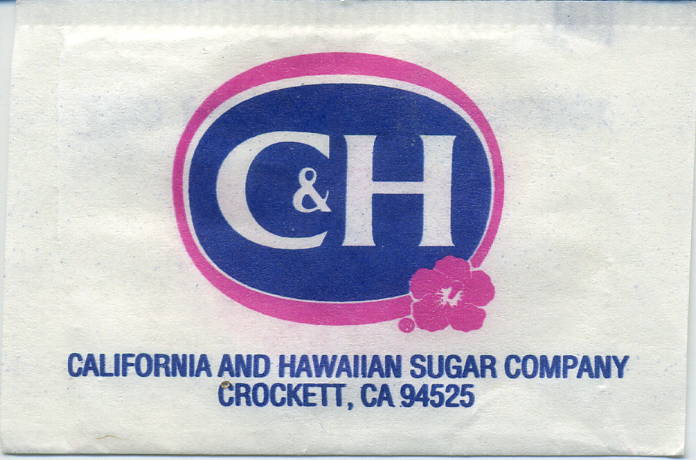 C&H
®
CALIFORNIA AND HAWAIIAN SUGAR COMPANY
CROCKETT, CA 94525